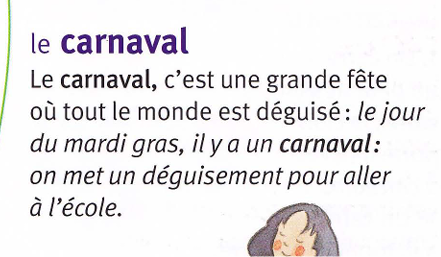 le carnaval
Le carnaval, c'est une grande fête
où tout le monde est déguisé : le jour
du mardi gras, il y a un carnaval :
on met un déguisement pour aller
à l'école.